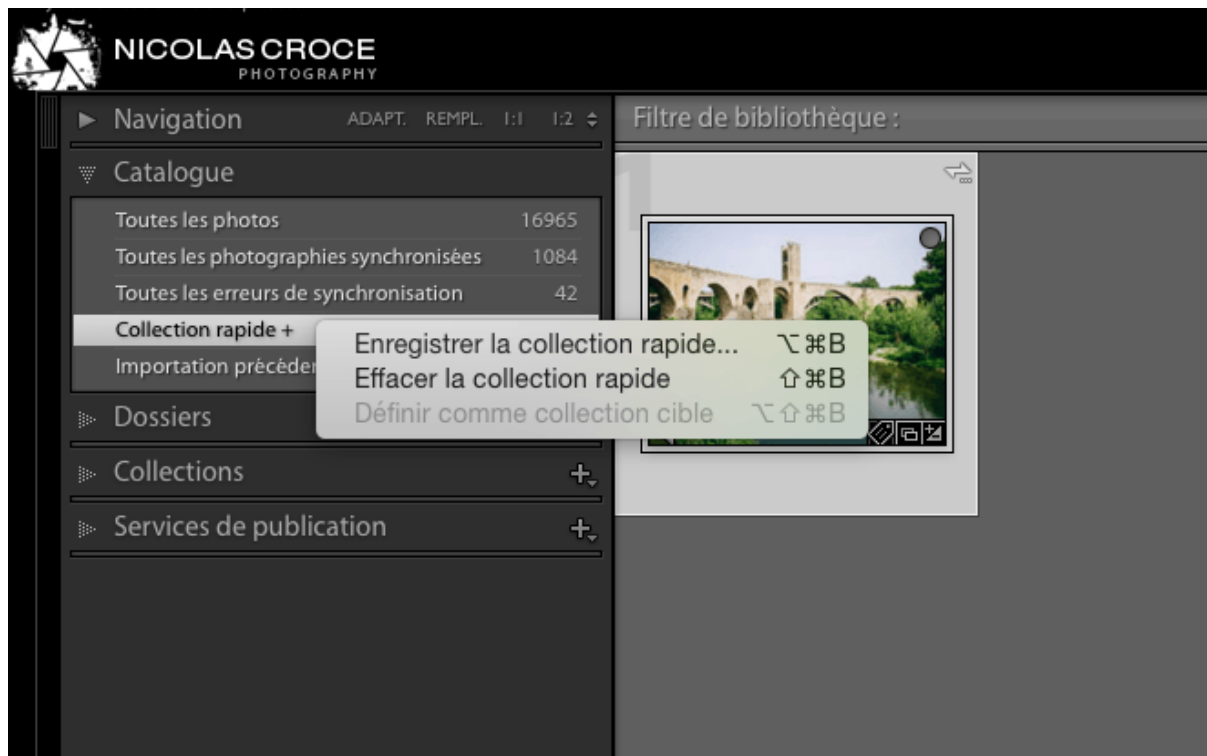 NICOLAS CROCE
PHOTOGRAPHY
Navigation ADAPT. REMPL. 1:1 1:2
Filtre de bibliothèque :
Catalogue
Toutes les photos 16965
Toutes les photographies synchronisées 1084
Toutes les erreurs de synchronisation 42
Collection rapide +
Enregistrer la collection rapide... ⌥⌘B
Importation
Effacer la collection rapide ⇧⌘B
Dossiers
Définir comme collection cible ⌥⇧⌘B
Collections
Services de publication
1